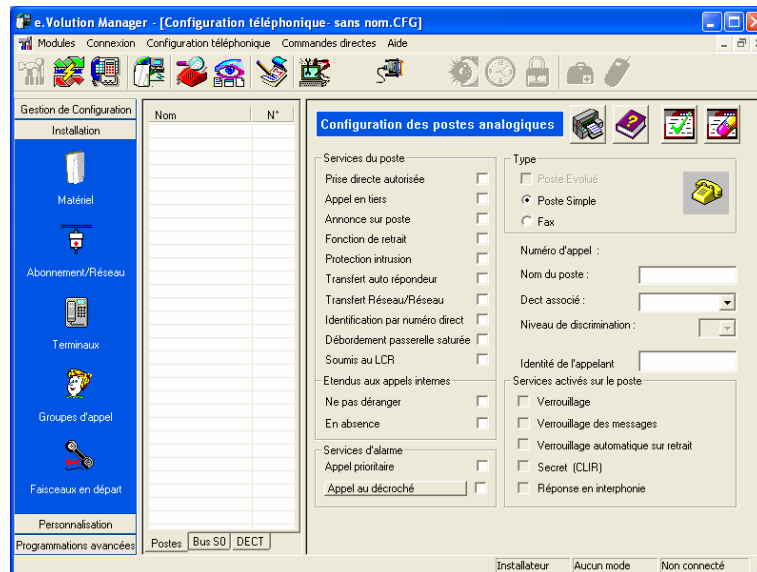 e.Volution Manager - [Configuration téléphonique- sans nom.CFG]
Modules Connexion Configuration téléphonique Commandes directes Aide
Gestion de Configuration
Installation
Matériel
Abonnement/Réseau
Terminaux
Groupes d'appel
Faisceaux en départ
Personnalisation
Programmations avancées
Nom N°
Postes Bus S0 DECT
Configuration des postes analogiques
Services du poste
Prise directe autorisée
Appel en tiers
Annonce sur poste
Fonction de retrait
Protection intrusion
Transfert auto répondeur
Transfert Réseau/Réseau
Identification par numéro direct
Débordement passerelle saturée
Soumis au LCR
Etendus aux appels internes
Ne pas déranger
En absence
Services d'alarme
Appel prioritaire
Appel au décroché
Type
Poste Evolué
Poste Simple
Fax
Numéro d'appel :
Nom du poste :
Dect associé :
Niveau de discrimination :
Identité de l'appelant
Services activés sur le poste
Verrouillage
Verrouillage des messages
Verrouillage automatique sur retrait
Secret (CLIR)
Réponse en interphonie
Installateur Aucun mode Non connecté